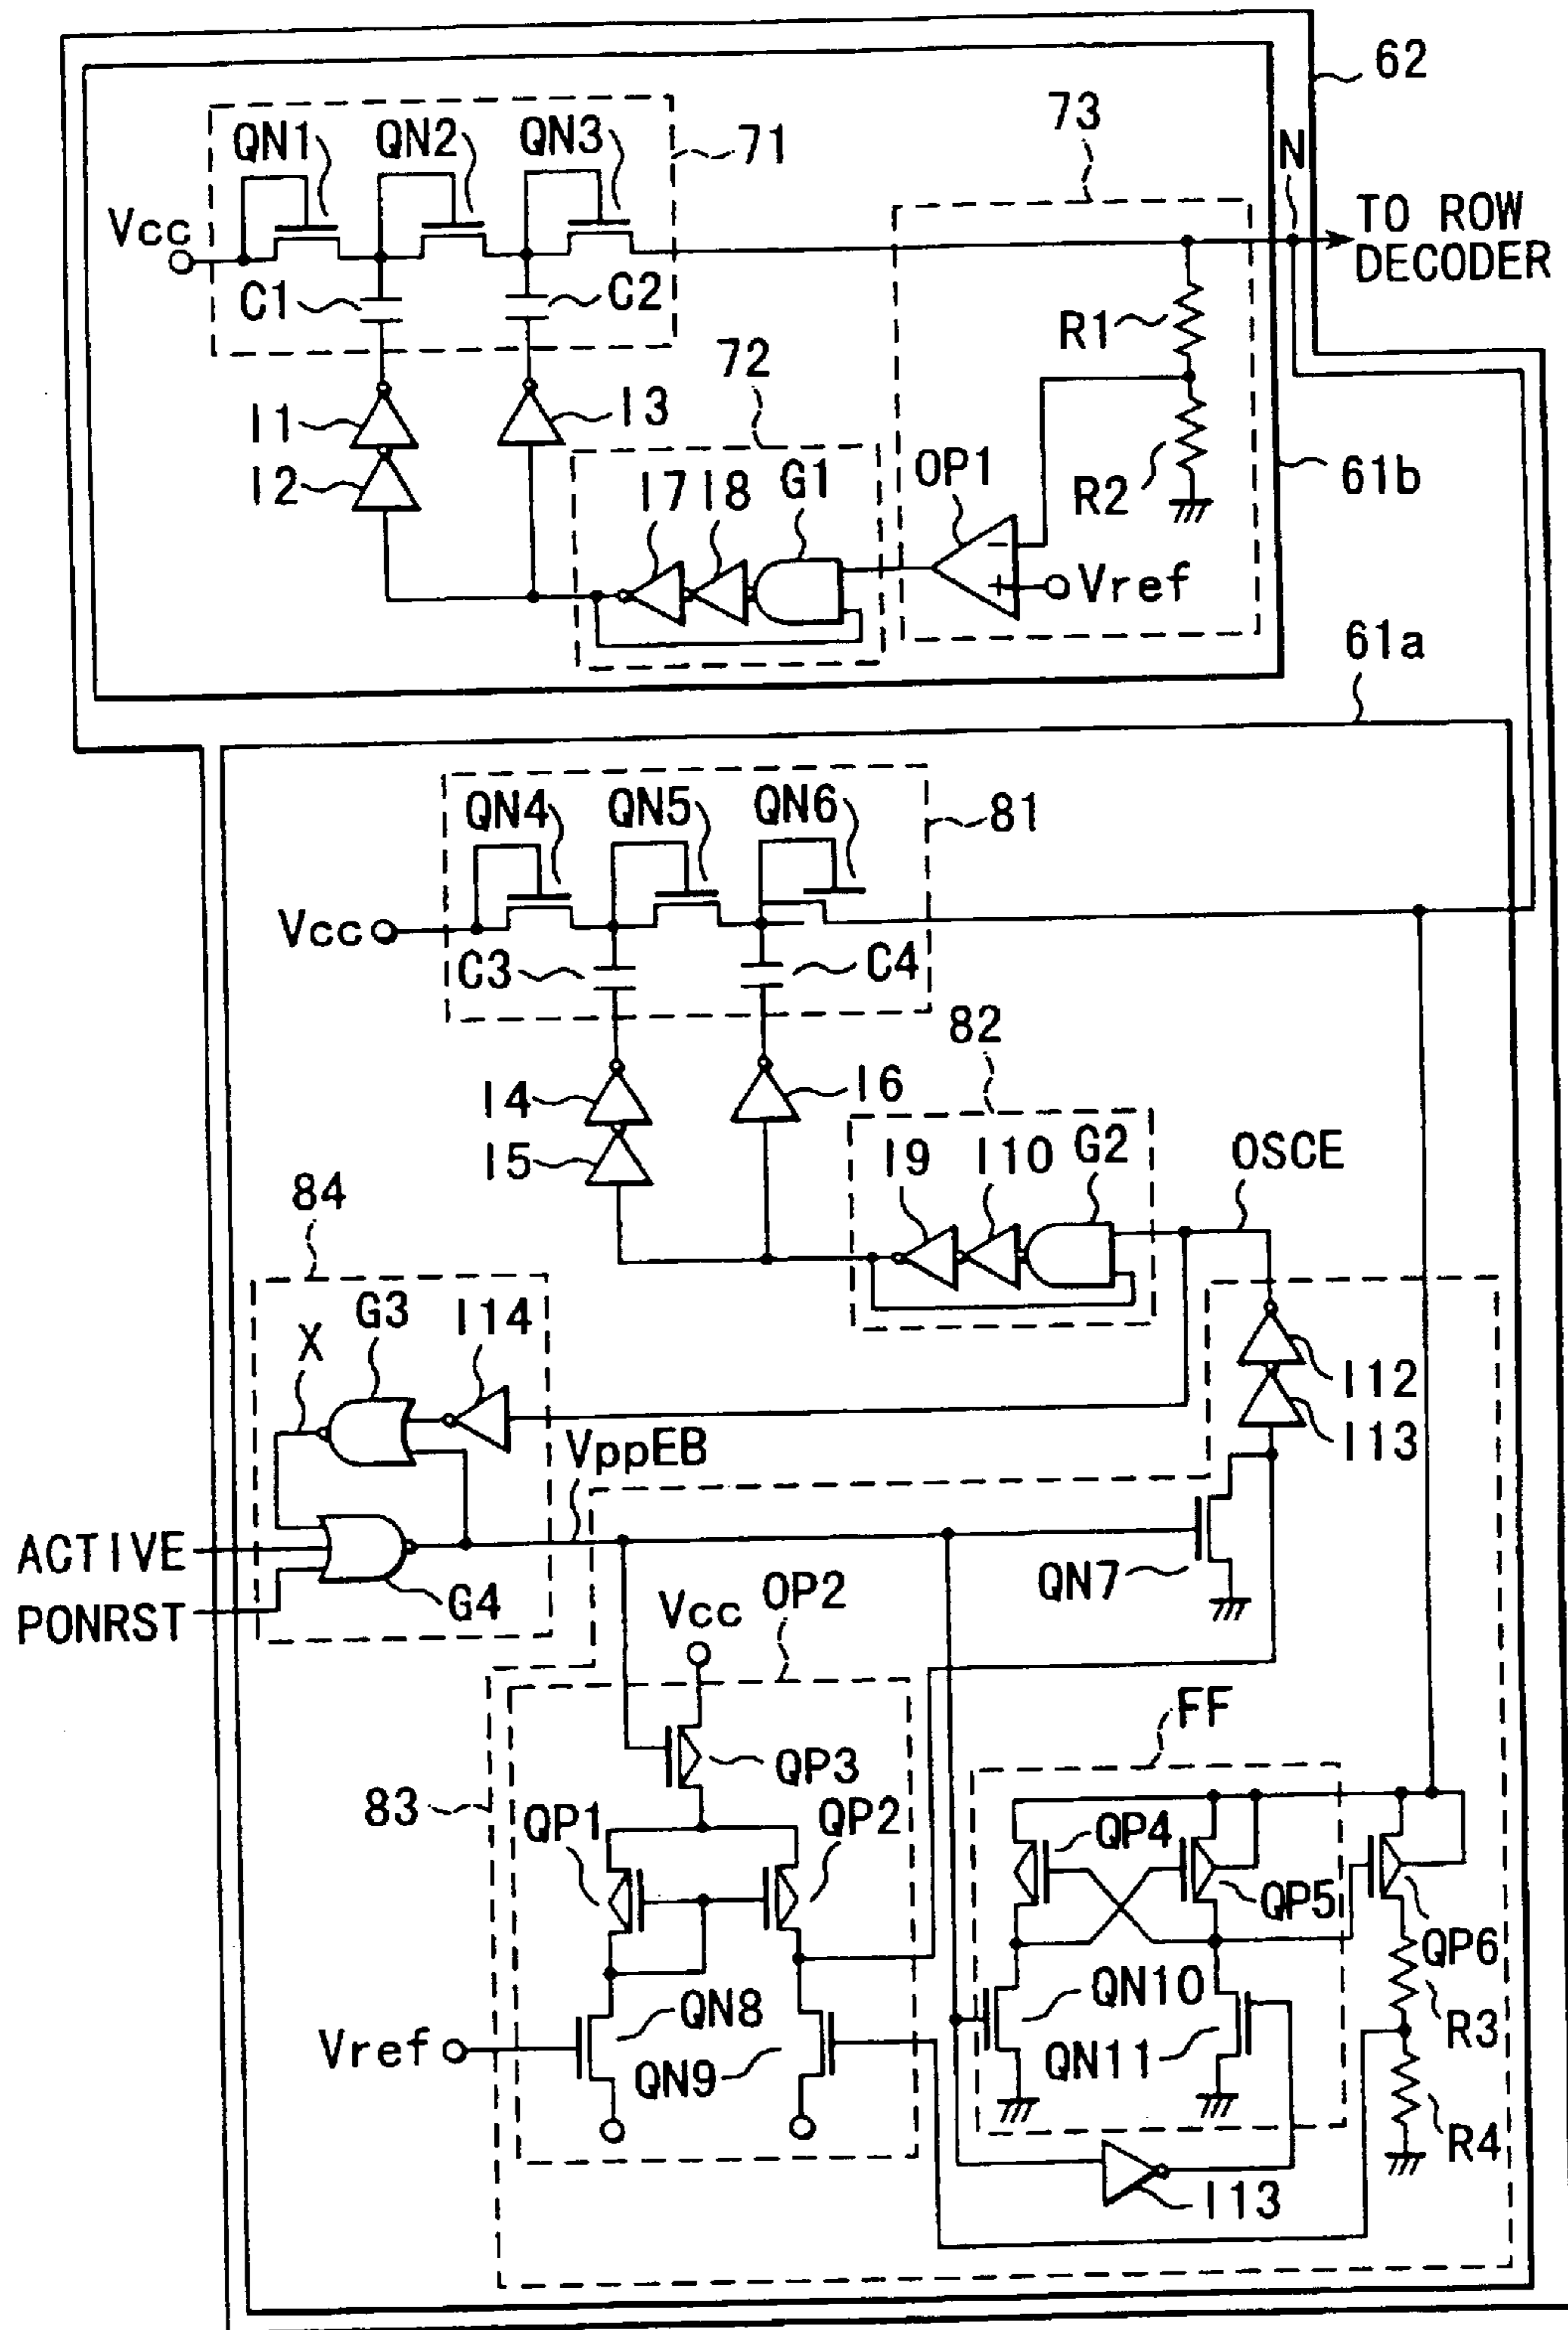 62
73
N
QN1
QN2
QN3
71
Vcc
TO ROW
DECODER
C1
C2
R1
72
I1
I3
I2
I7
I8
G1
OP1
R2
61b
Vref
61a
QN4
QN5
QN6
81
Vcc
C3
C4
82
I4
I6
I5
I9
I10
G2
OSCE
84
X
G3
I14
I12
I13
VppEB
ACTIVE
PONRST
G4
Vcc
OP2
QN7
FF
QP3
83
QP1
QP2
QP4
QP5
QP6
QN8
QN10
R3
Vref
QN9
QN11
R4
I13